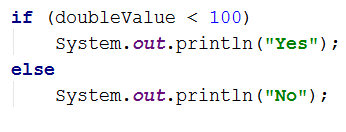 if (doubleValue < 100)
    System.out.println("Yes");
else
    System.out.println("No");